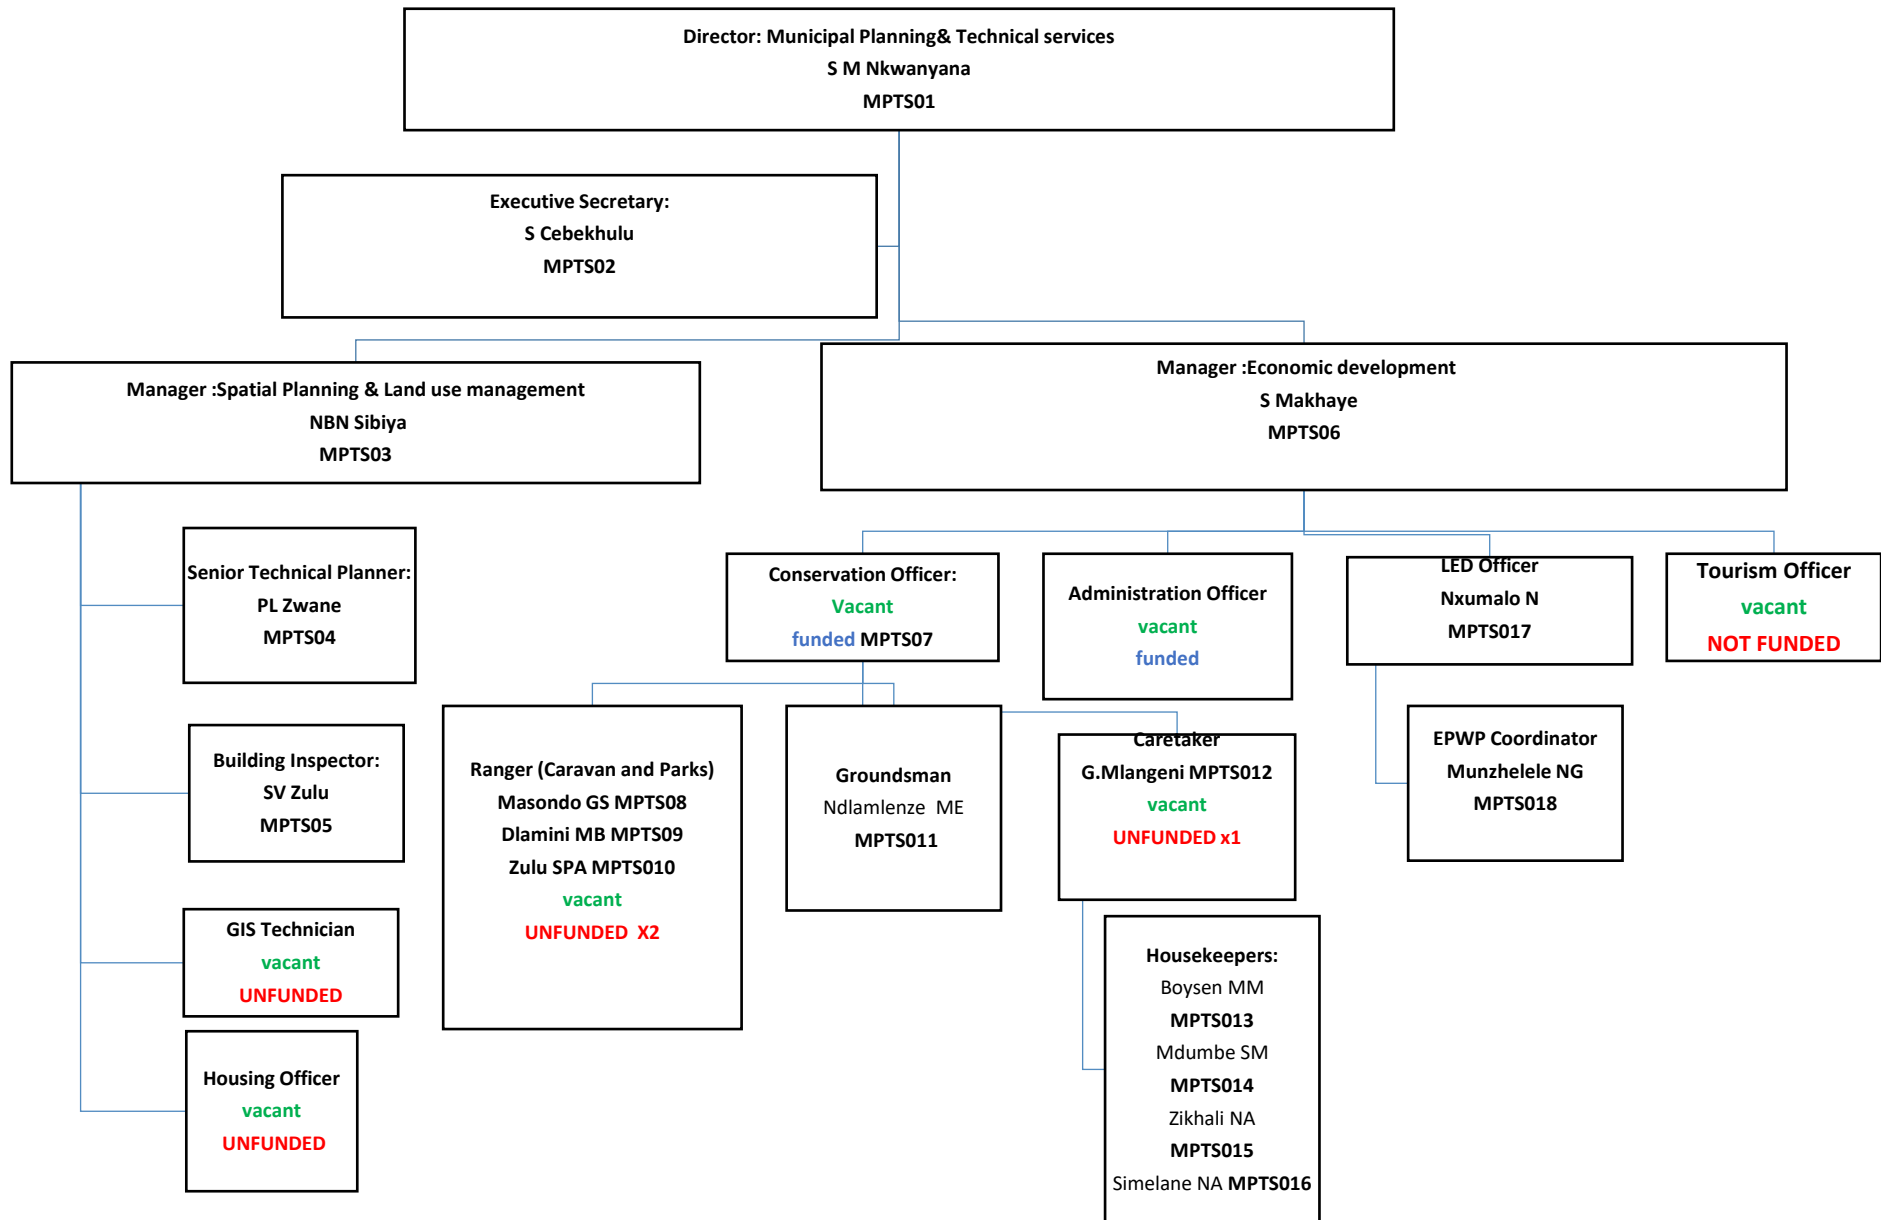 Director: Municipal Planning& Technical services
S M Nkwanyana
MPTS01
Executive Secretary:
S Cebekhulu
MPTS02
Manager :Spatial Planning & Land use management
NBN Sibiya
MPTS03
Manager :Economic development
S Makhaye
MPTS06
Senior Technical Planner:
PL Zwane
MPTS04
Building Inspector:
SV Zulu
MPTS05
GIS Technician
vacant
UNFUNDED
Housing Officer
vacant
UNFUNDED
Conservation Officer:
Vacant
funded MPTS07
Administration Officer
vacant
funded
LED Officer
Nxumalo N
MPTS017
Tourism Officer
vacant
NOT FUNDED
Ranger (Caravan and Parks)
Masondo GS MPTS08
Dlamini MB MPTS09
Zulu SPA MPTS010
vacant
UNFUNDED X2
Groundsman
Ndlamlenze ME
MPTS011
Caretaker
G.Mlangeni MPTS012
vacant
UNFUNDED x1
EPWP Coordinator
Munzhelele NG
MPTS018
Housekeepers:
Boysen MM
MPTS013
Mdumbe SM
MPTS014
Zikhali NA
MPTS015
Simelane NA MPTS016